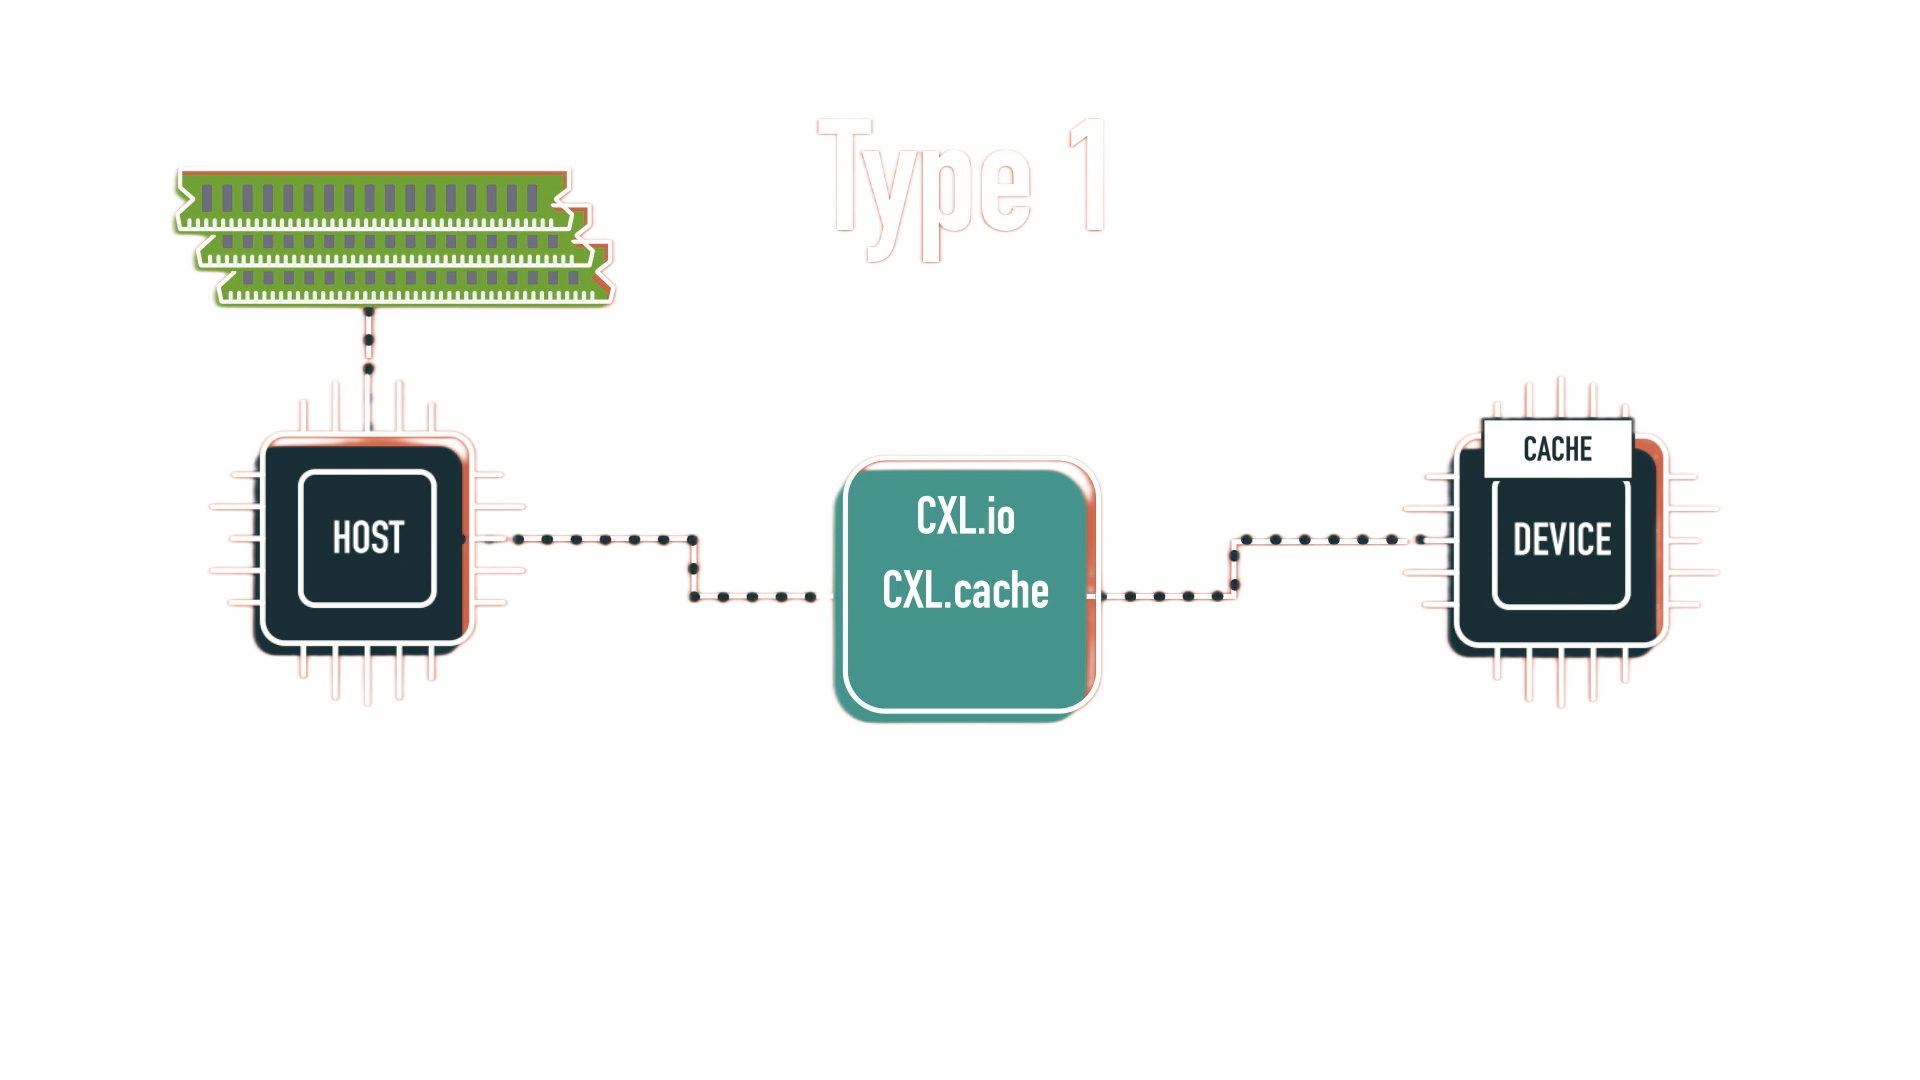 Type 1
CACHE
HOST
DEVICE
CXL.io
CXL.cache